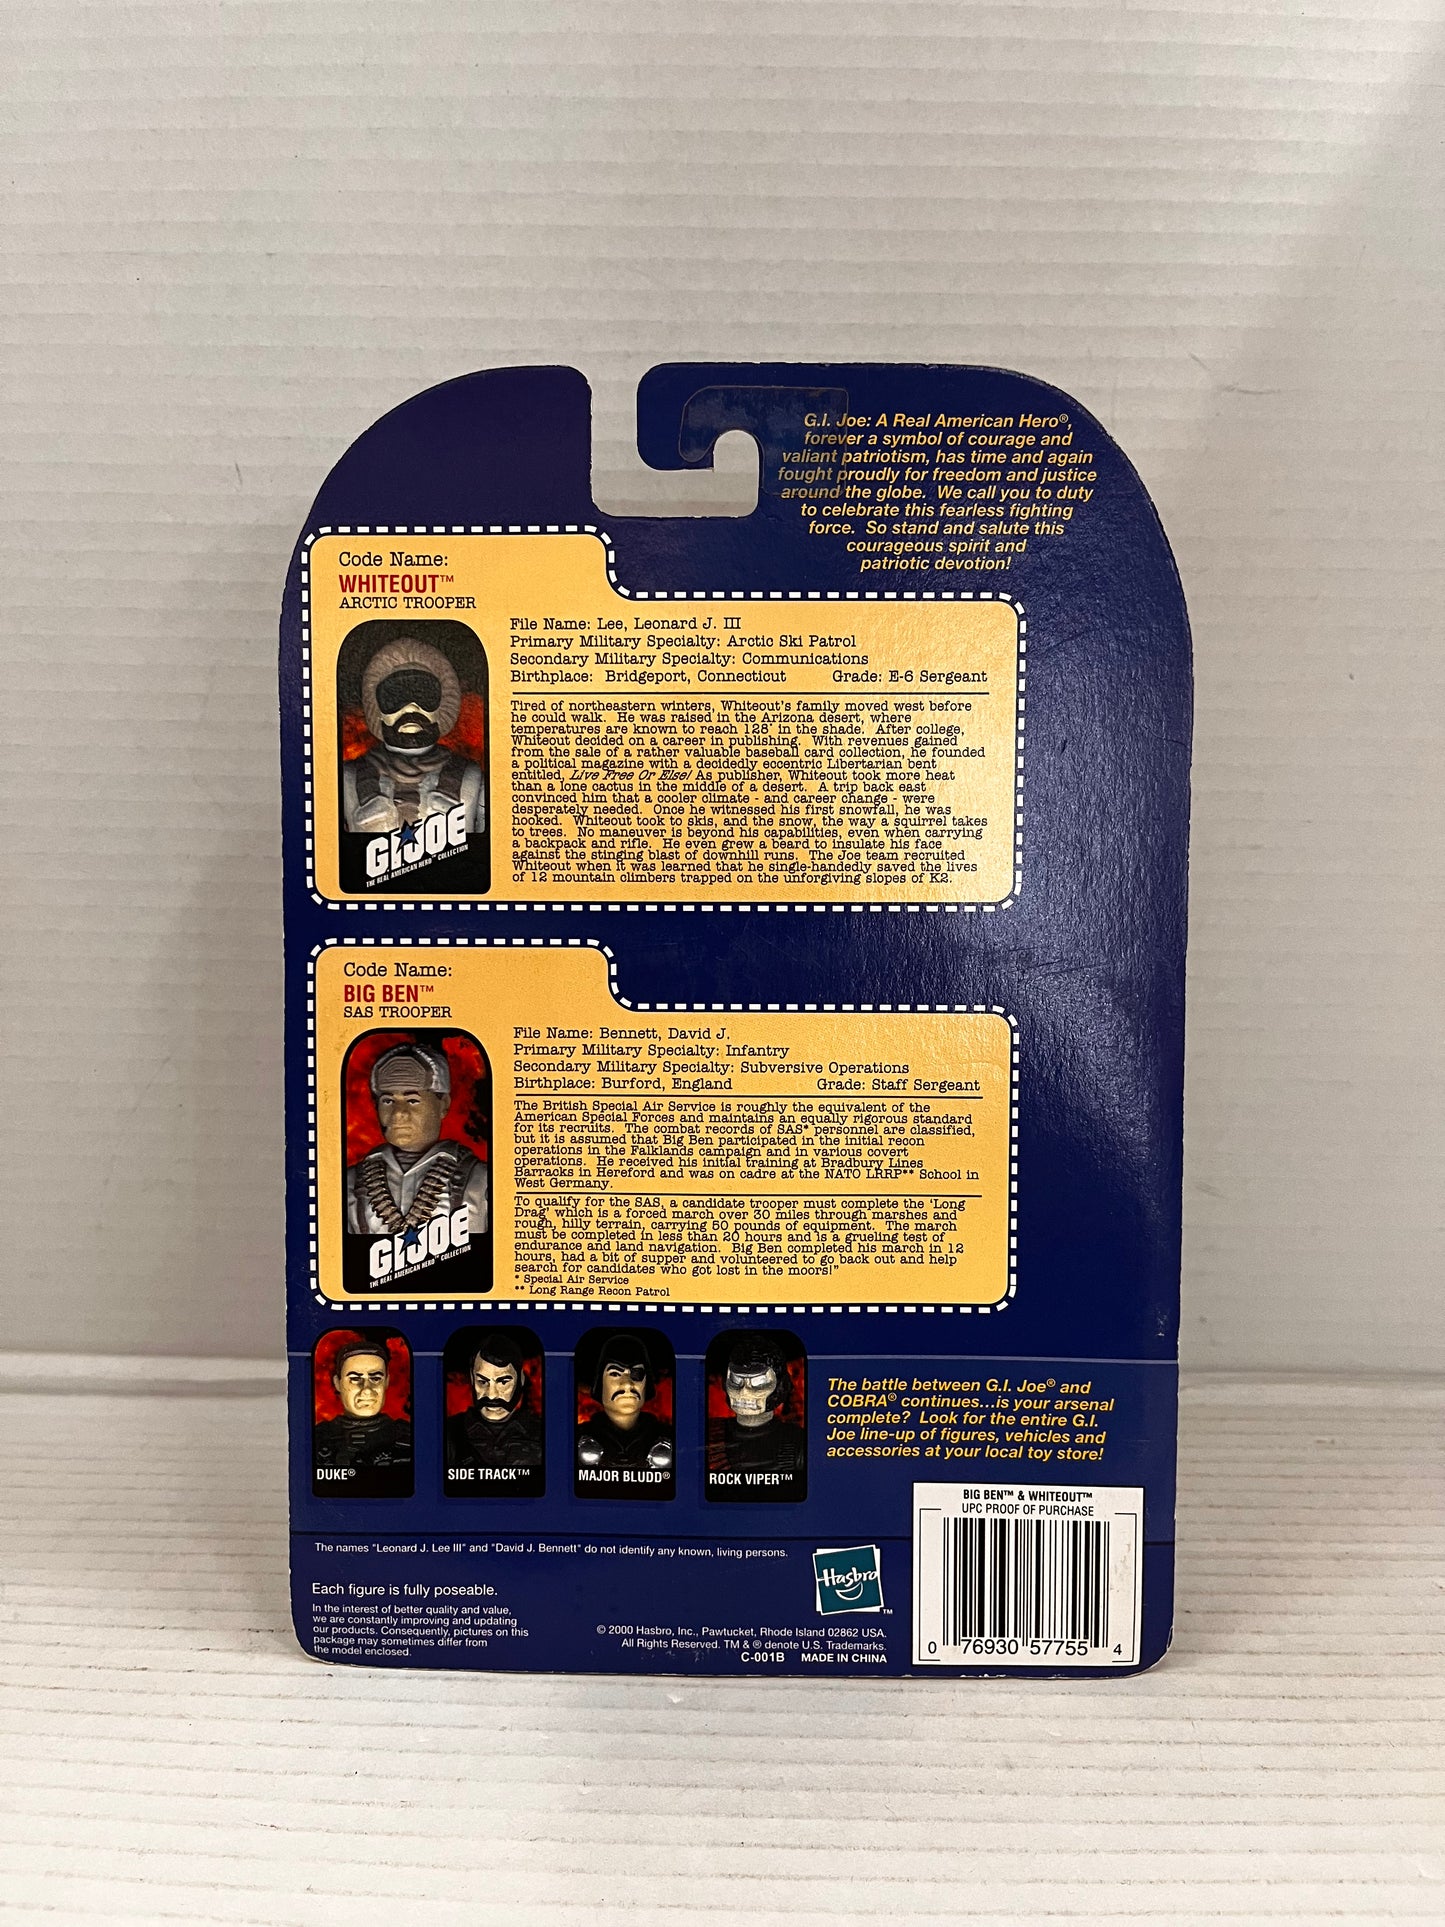 G.I. Joe: A Real American Hero®,
forever a symbol of courage and
valiant patriotism, has time and again
fought proudly for freedom and justice
around the globe. We call you to duty
to celebrate this fearless fighting
force. So stand and salute this
courageous spirit and
patriotic devotion!
Code Name:
WHITEOUT™
ARCTIC TROOPER
File Name: Lee, Leonard J. III
Primary Military Specialty: Arctic Ski Patrol
Secondary Military Specialty: Communications
Birthplace: Bridgeport, Connecticut Grade: E-6 Sergeant
Tired of northeastern winters, Whiteout's family moved west before
he could walk. He was raised in the Arizona desert, where
temperatures are known to reach 128° in the shade. After college,
Whiteout decided on a career in publishing. With revenues gained
from the sale of a rather valuable baseball card collection, he founded
a political magazine with a decidedly eccentric Libertarian bent
entitled, Live Free Or Else! As publisher, Whiteout took more heat
than a lone cactus in the middle of a desert. A trip back east
convinced him that a cooler climate - and career change - were
desperately needed. Once he witnessed his first snowfall, he was
hooked. Whiteout took to skis, and the snow, the way a squirrel takes
to trees. No maneuver is beyond his capabilities, even when carrying
a backpack and rifle. He even grew a beard to insulate his face
against the stinging blast of downhill runs. The Joe team recruited
Whiteout when it was learned that he single-handedly saved the lives
of 12 mountain climbers trapped on the unforgiving slopes of K2.
G.I.JOE
THE REAL AMERICAN HERO™ COLLECTION
Code Name:
BIG BEN™
SAS TROOPER
File Name: Bennett, David J.
Primary Military Specialty: Infantry
Secondary Military Specialty: Subversive Operations
Birthplace: Burford, England Grade: Staff Sergeant
The British Special Air Service is roughly the equivalent of the
American Special Forces and maintains an equally rigorous standard
for its recruits. The combat records of SAS* personnel are classified,
but it is assumed that Big Ben participated in the initial recon
operations in the Falklands campaign and in various covert
operations. He received his initial training at Bradbury Lines
Barracks in Hereford and was on cadre at the NATO LRRP** School in
West Germany.
To qualify for the SAS, a candidate trooper must complete the 'Long
Drag' which is a forced march over 30 miles through marshes and
rough, hilly terrain, carrying 50 pounds of equipment. The march
must be completed in less than 20 hours and is a grueling test of
endurance and land navigation. Big Ben completed his march in 12
hours, had a bit of supper and volunteered to go back out and help
search for candidates who got lost in the moors!"
* Special Air Service
** Long Range Recon Patrol
G.I.JOE
THE REAL AMERICAN HERO™ COLLECTION
DUKE®
SIDE TRACK™
MAJOR BLUDD®
ROCK VIPER™
The battle between G.I. Joe® and
COBRA® continues...is your arsenal
complete? Look for the entire G.I.
Joe line-up of figures, vehicles and
accessories at your local toy store!
BIG BEN™ & WHITEOUT™
UPC PROOF OF PURCHASE
0 76930 57755 4
The names "Leonard J. Lee III" and "David J. Bennett" do not identify any known, living persons.
Each figure is fully poseable.
In the interest of better quality and value,
we are constantly improving and updating
our products. Consequently, pictures on this
package may sometimes differ from
the model enclosed.
Hasbro
™
© 2000 Hasbro, Inc., Pawtucket, Rhode Island 02862 USA.
All Rights Reserved. TM & ® denote U.S. Trademarks.
C-001B MADE IN CHINA